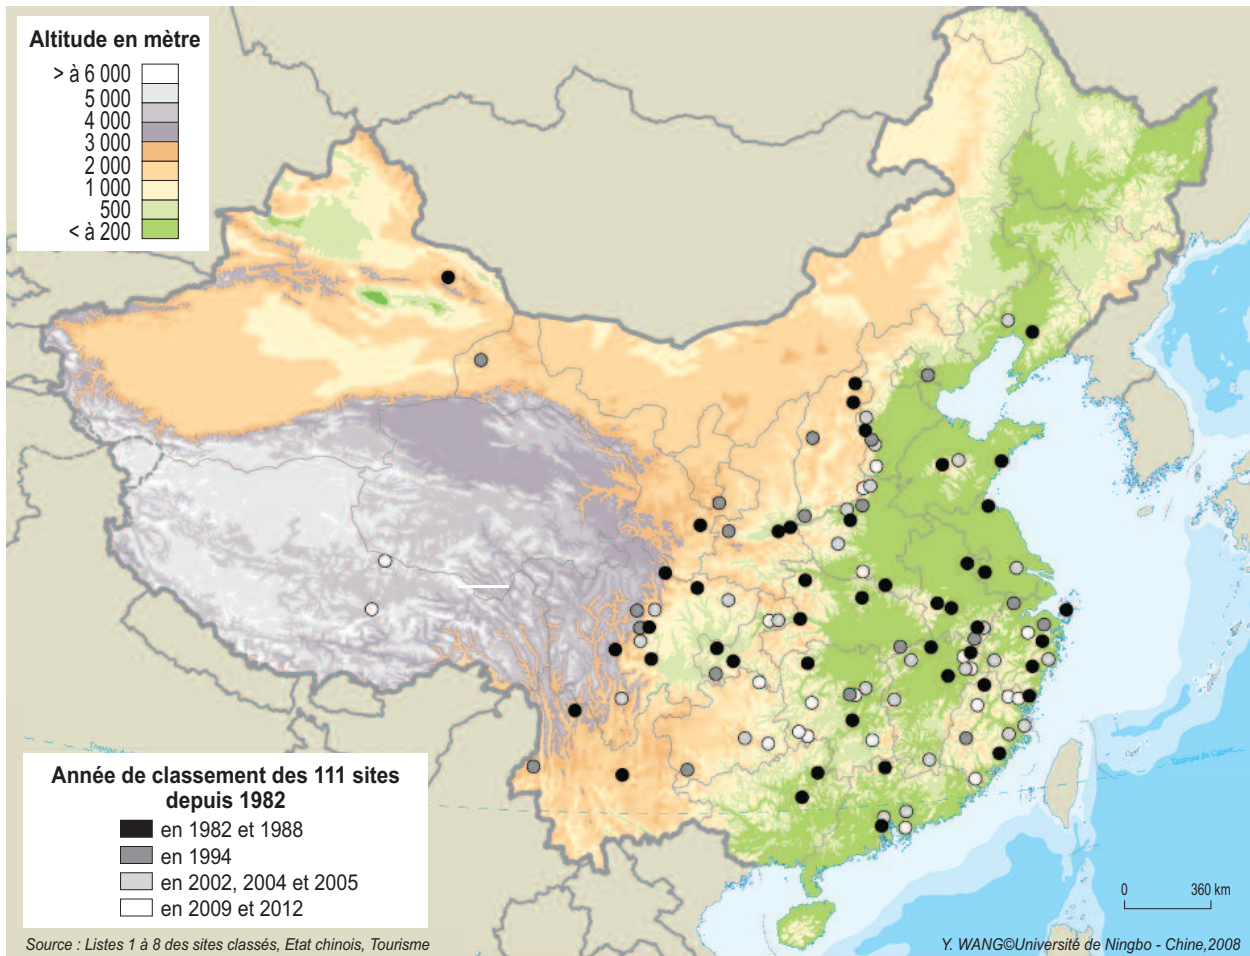 Altitude en mètre
> à 6 000
5 000
4 000
3 000
2 000
1 000
500
< à 200
Année de classement des 111 sites
depuis 1982
en 1982 et 1988
en 1994
en 2002, 2004 et 2005
en 2009 et 2012
0 360 km
Source : Listes 1 à 8 des sites classés, Etat chinois, Tourisme
Y. WANG©Université de Ningbo - Chine,2008